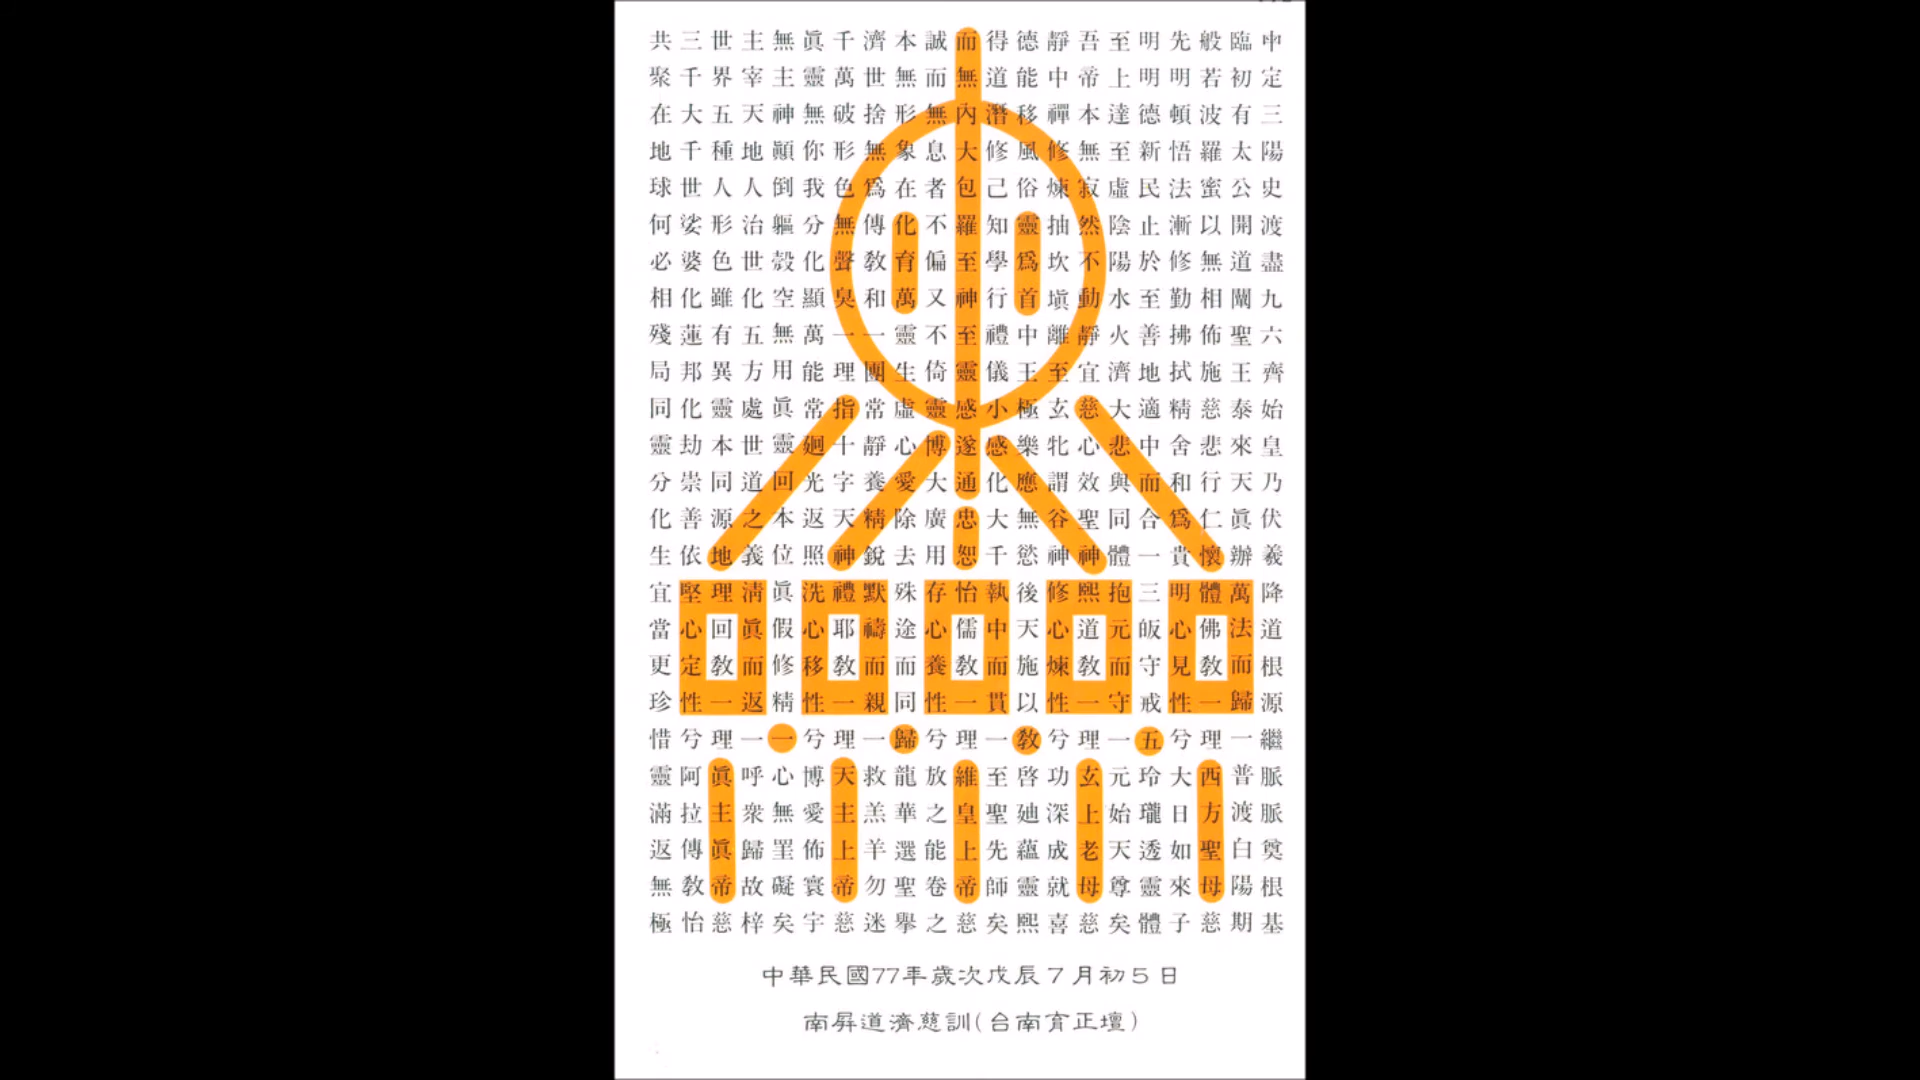 中定三陽史渡盡九六齊始皇乃伏羲降道根源繼脈脈奠根基
臨初有太公開道闡聖王泰來天眞辦萬法而歸一普渡白陽期
般若波羅蜜以無相佈施慈悲行仁懷體佛教一理西方聖母慈
先明頓悟法漸修勤拂拭精舍和爲貴明心見性兮大日如來子
明明德新民止於至善地適中而合一三皈守戒五玲瓏透靈體
至上達至虛陰陽水火濟大悲與同體抱元而守一元始天尊矣
吾帝本無寂然不動靜宜慈心效聖神熙道教一理玄上老母慈
靜中禪修煉抽坎塡離至玄牝謂谷神修心煉性兮功深成就喜
德能移風俗靈爲首中王極樂應無慾後天施以教啓廸蘊靈熙
得道潛修己知學行禮儀小感化大千執中而貫一至聖先師矣
而無內大包羅至神至靈感遂通忠恕怡儒教一理維皇上帝慈
誠而無息者不偏又不倚靈博大廣用存心養性兮放之能卷之
本無形象在化育萬靈生虛心愛除去殊途而同歸龍華選聖舉
濟世捨無爲傳教和一團常靜養精銳默禱而親一救羔羊勿迷
千萬破形色無聲臭一理指十字天神禮耶教一理天主上帝慈
眞靈無你我分化顯萬能常廻光返照洗心移性兮博愛佈寰宇
無主神顚倒軀殼空無用眞靈回本位眞假修精一心無罣礙矣
主宰天地人治世化五方處世道之義淸眞而返一呼衆歸故梓
世界五種人形色雖有異靈本同源地理回教一理眞主眞帝慈
三千大千世娑婆化蓮邦化劫崇善依堅心定性兮阿拉傳教怡
共聚在地球何必相殘局同靈分化生宜當更珍惜靈滿返無極
中華民國77年歲次戊辰7月初5日
南屏道濟慈訓(台南育正壇)